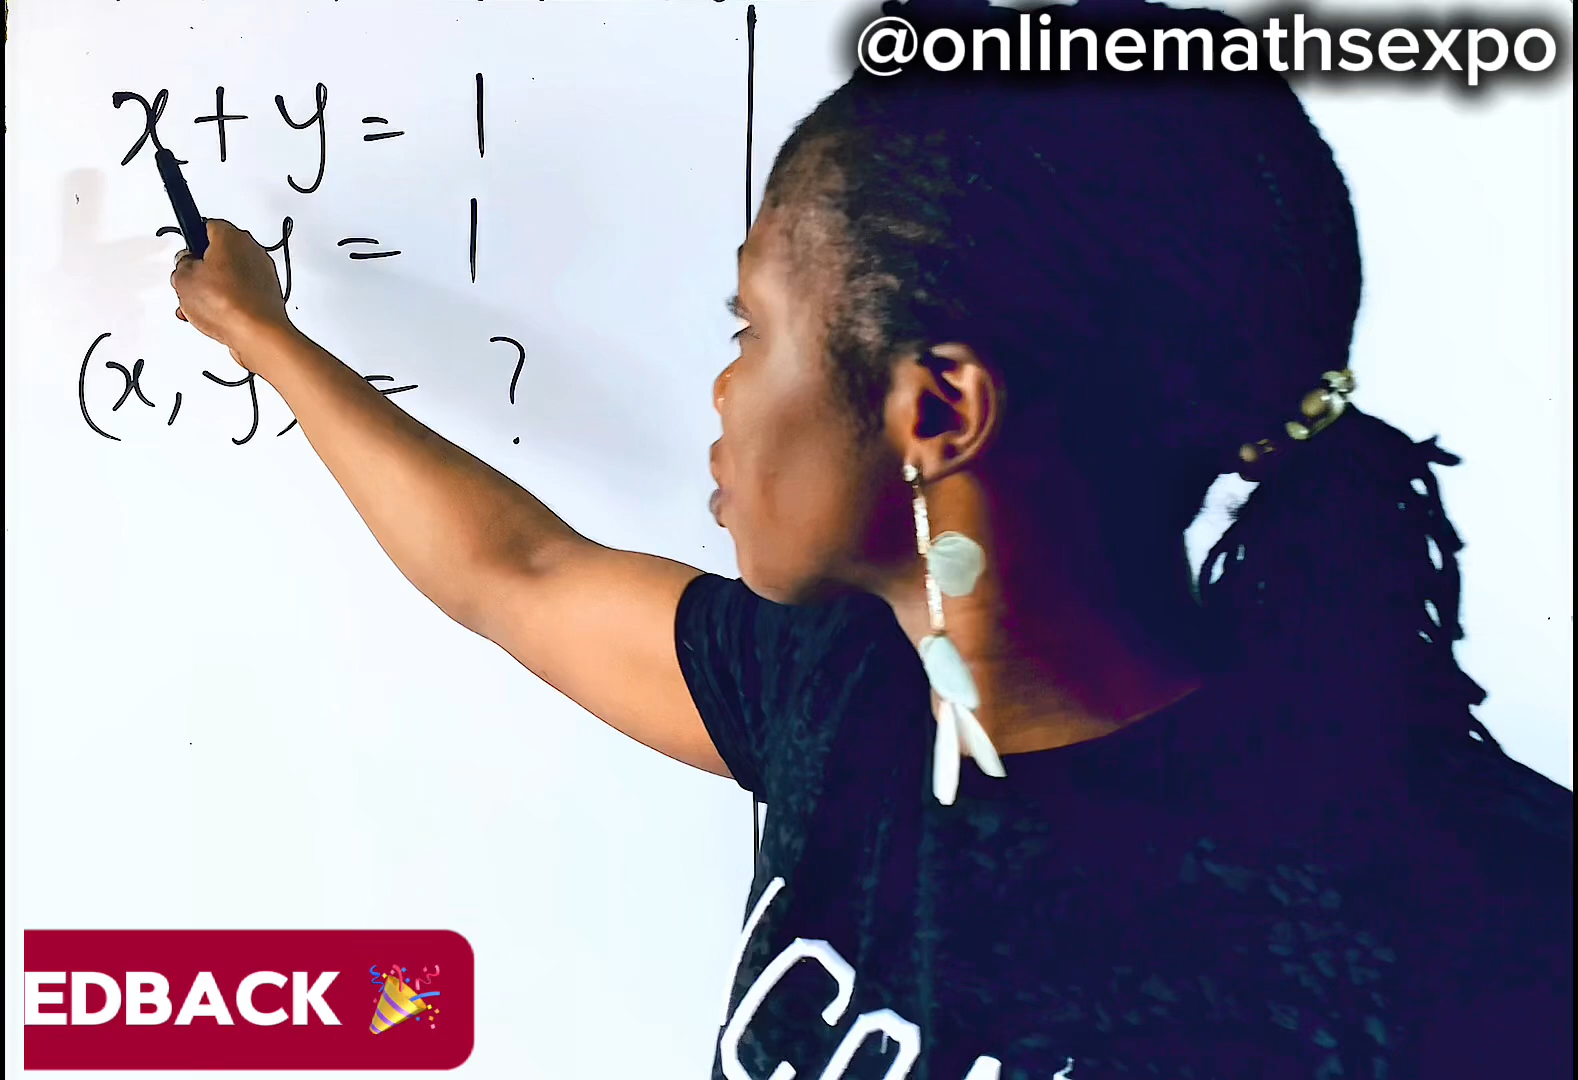 @onlinemathsexpo
x + y = 1
y = 1
(x, y) = ?
EDBACK